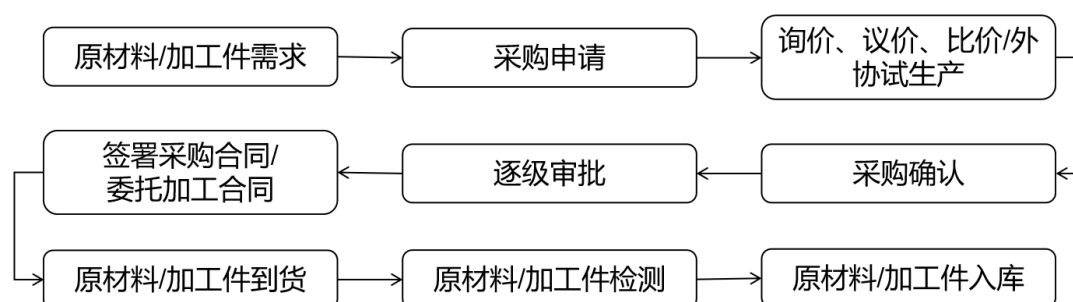 原材料/加工件需求
采购申请
询价、议价、比价/外
协试生产
采购确认
逐级审批
签署采购合同/
委托加工合同
原材料/加工件到货
原材料/加工件检测
原材料/加工件入库